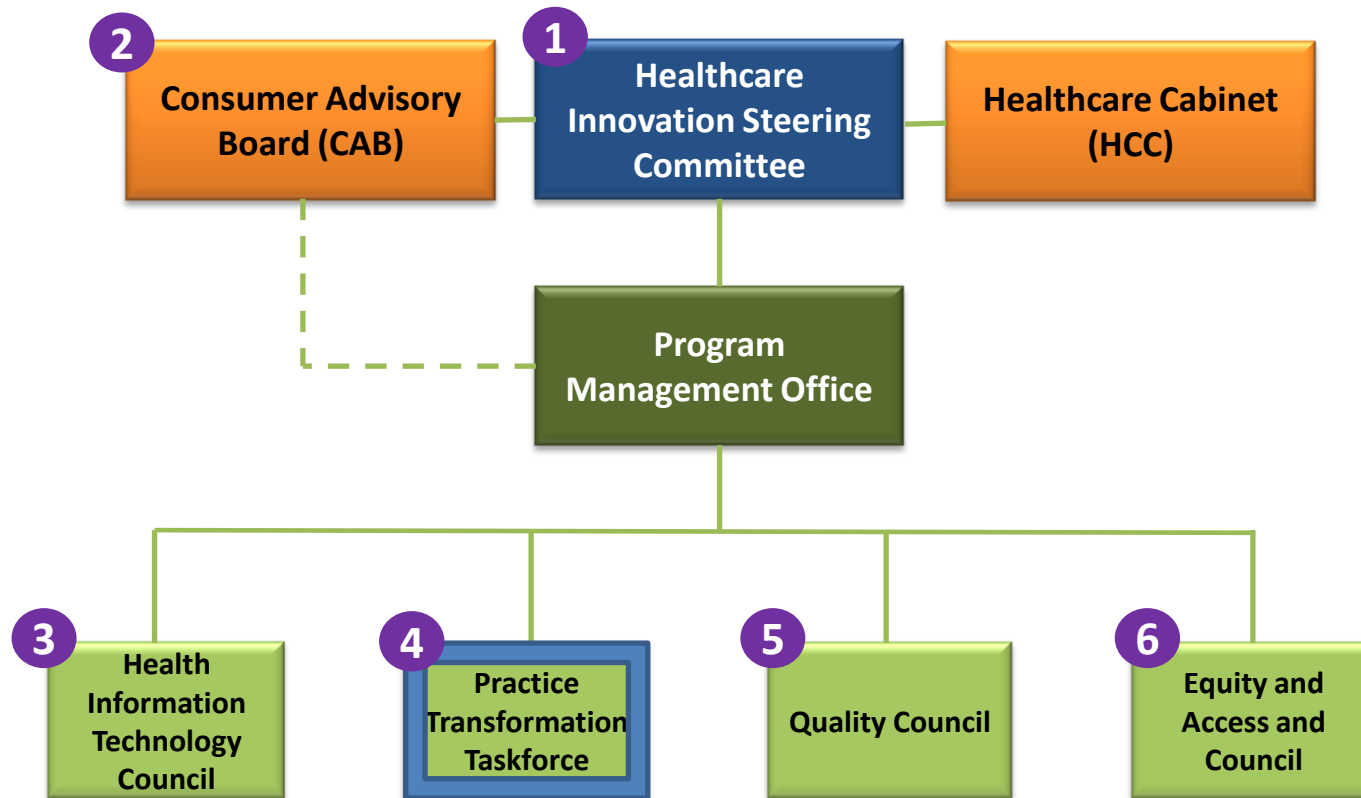 2
Consumer Advisory
Board (CAB)
1
Healthcare
Innovation Steering
Committee
Healthcare Cabinet
(HCC)
Program
Management Office
3
Health
Information
Technology
Council
4
Practice
Transformation
Taskforce
5
Quality Council
6
Equity and
Access and
Council